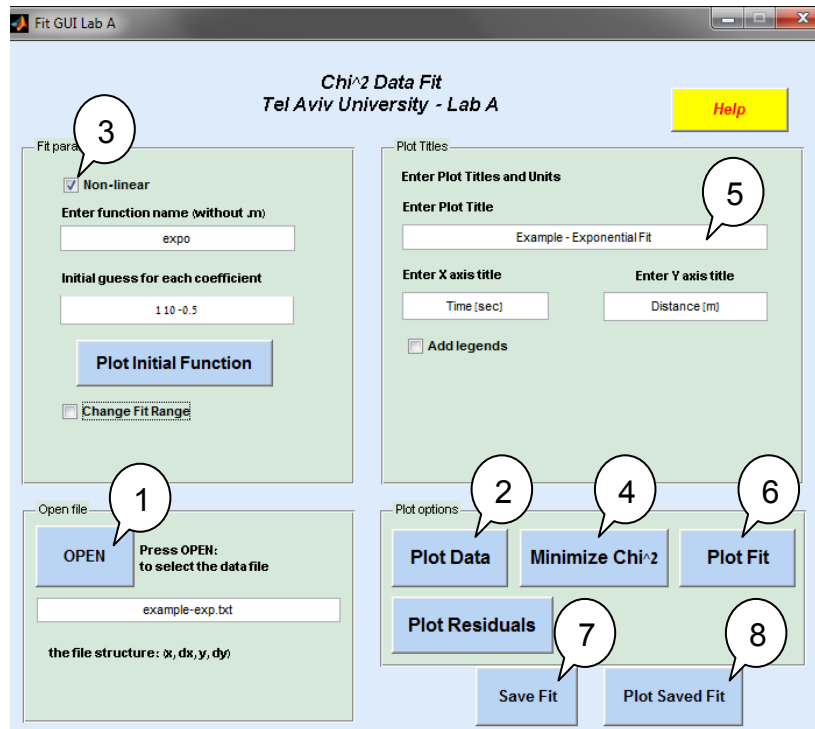 Fit GUI Lab A
Chi^2 Data Fit
Tel Aviv University - Lab A
Help
3
Fit para
Non-linear
Enter function name (without .m)
expo
Initial guess for each coefficient
1 10 -0.5
Plot Initial Function
Change Fit Range
Plot Titles
Enter Plot Titles and Units
5
Enter Plot Title
Example - Exponential Fit
Enter X axis title
Enter Y axis title
Time [sec]
Distance [m]
Add legends
1
Open file
OPEN
Press OPEN:
to select the data file
example-exp.txt
the file structure: (x, dx, y, dy)
2
4
6
Plot options
Plot Data
Minimize Chi^2
Plot Fit
Plot Residuals
7
8
Save Fit
Plot Saved Fit